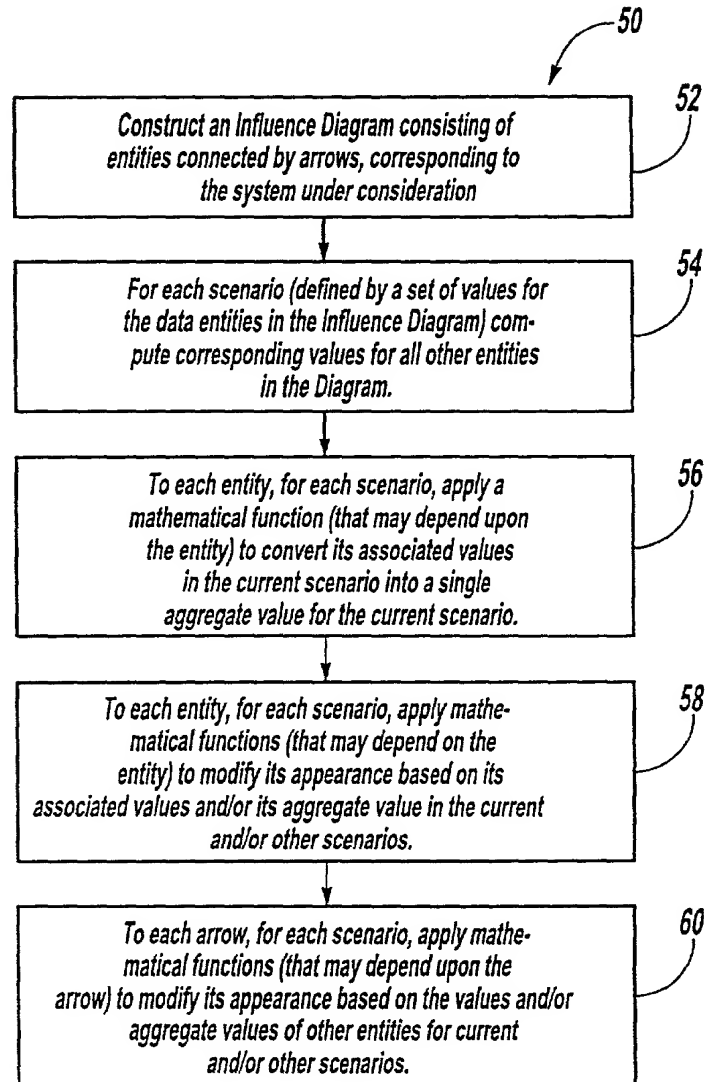 50
52
Construct an Influence Diagram consisting of
entities connected by arrows, corresponding to
the system under consideration
54
For each scenario (defined by a set of values for
the data entities in the Influence Diagram) com-
pute corresponding values for all other entities
in the Diagram.
56
To each entity, for each scenario, apply a
mathematical function (that may depend upon
the entity) to convert its associated values
in the current scenario into a single
aggregate value for the current scenario.
58
To each entity, for each scenario, apply mathe-
matical functions (that may depend on the
entity) to modify its appearance based on its
associated values and/or its aggregate value in the current
and/or other scenarios.
60
To each arrow, for each scenario, apply mathe-
matical functions (that may depend upon the
arrow) to modify its appearance based on the values and/or
aggregate values of other entities for current
and/or other scenarios.